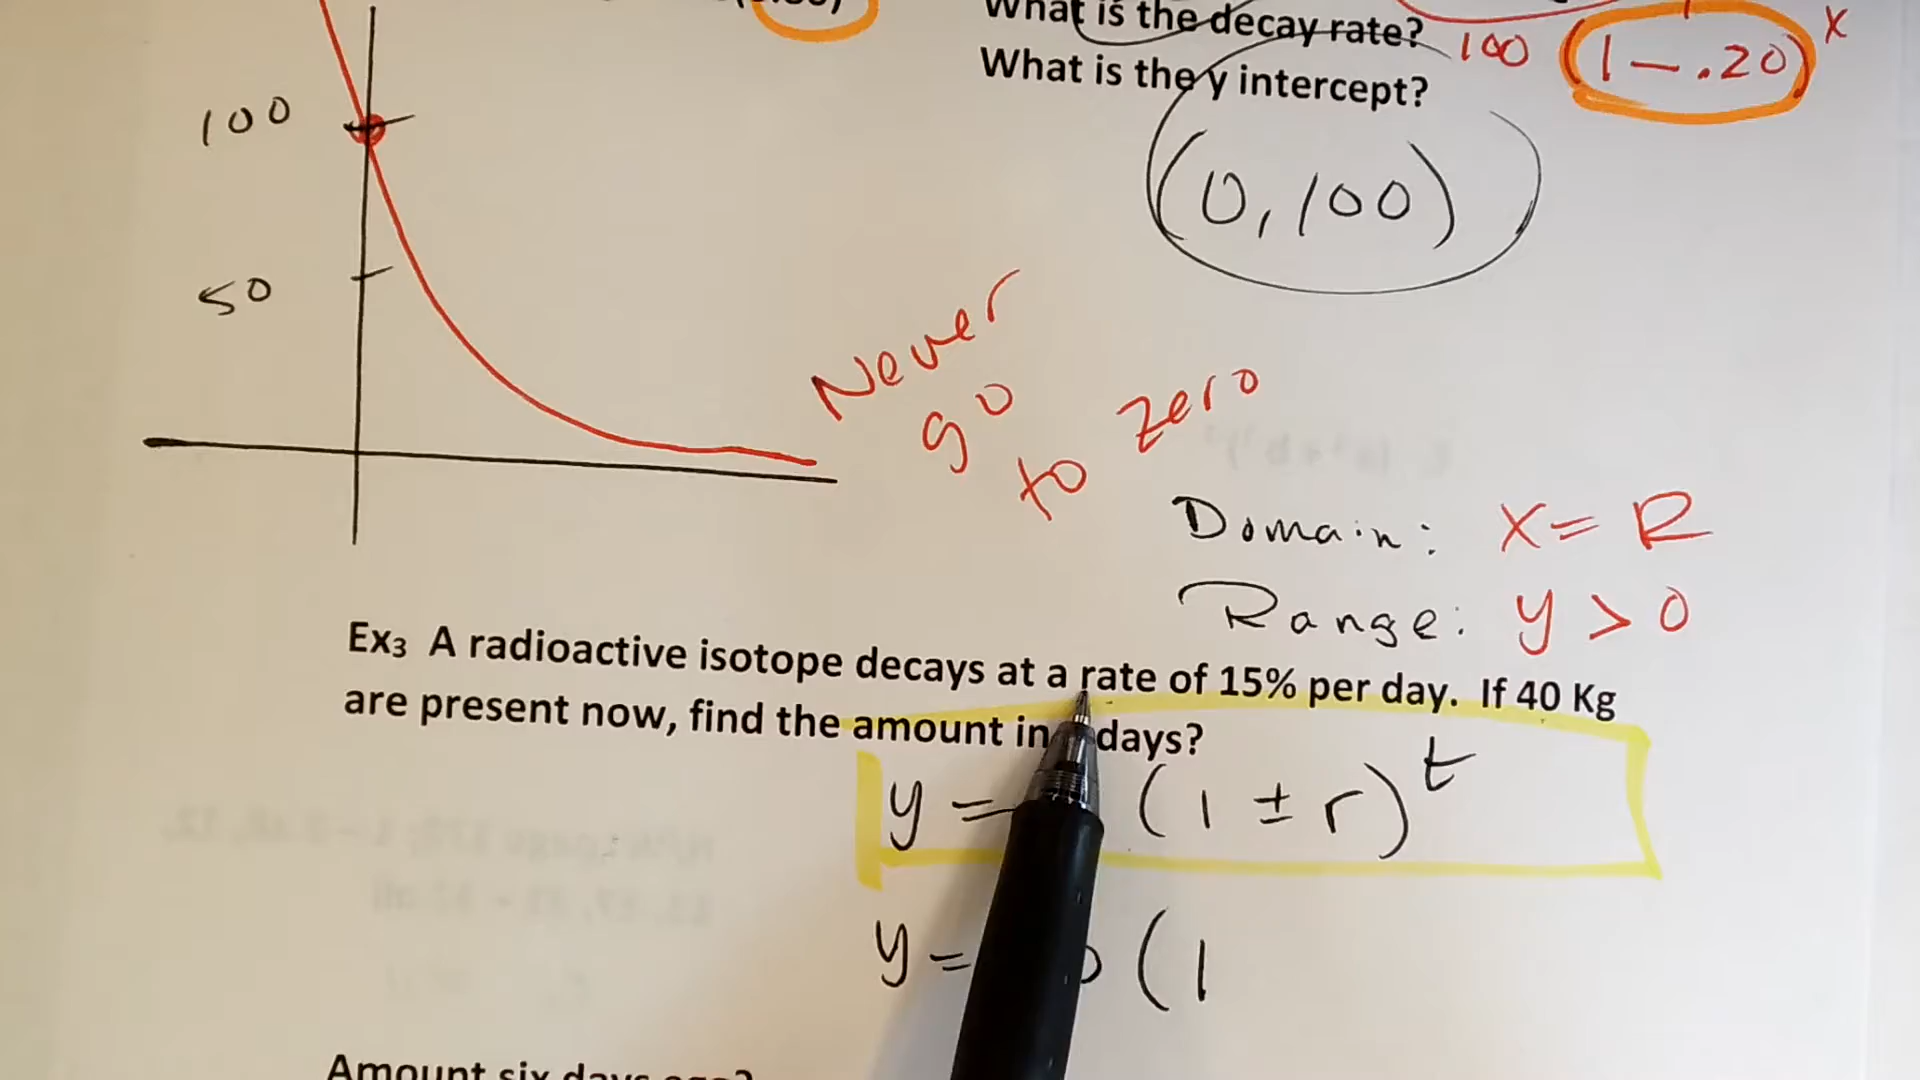 What is the decay rate?
100 (1 - .20)^x
What is the y intercept?
100
(0, 100)
50
Never
go
to zero
Domain: x = R
Range: y > 0
Ex3 A radioactive isotope decays at a rate of 15% per day. If 40 Kg
are present now, find the amount in days?
y = (1 ± r)^t
y = (1
Amount six days ago?